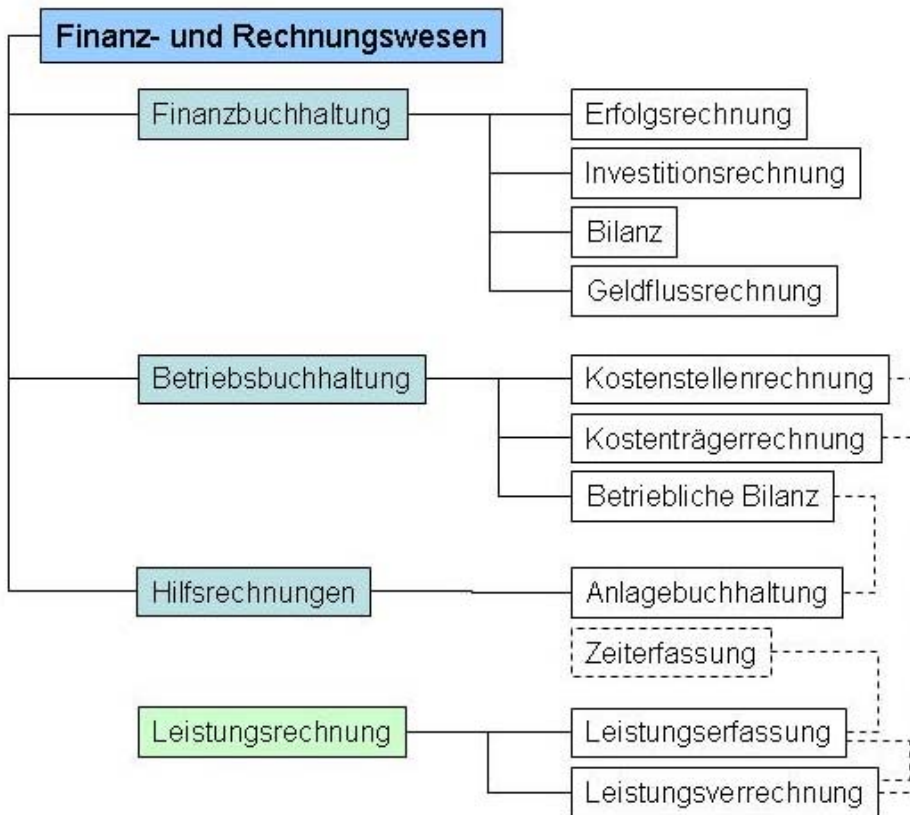 Finanz- und Rechnungswesen
Finanzbuchhaltung
Erfolgsrechnung
Investitionsrechnung
Bilanz
Geldflussrechnung
Betriebsbuchhaltung
Kostenstellenrechnung
Kostenträgerrechnung
Betriebliche Bilanz
Hilfsrechnungen
Anlagebuchhaltung
Zeiterfassung
Leistungsrechnung
Leistungserfassung
Leistungsverrechnung